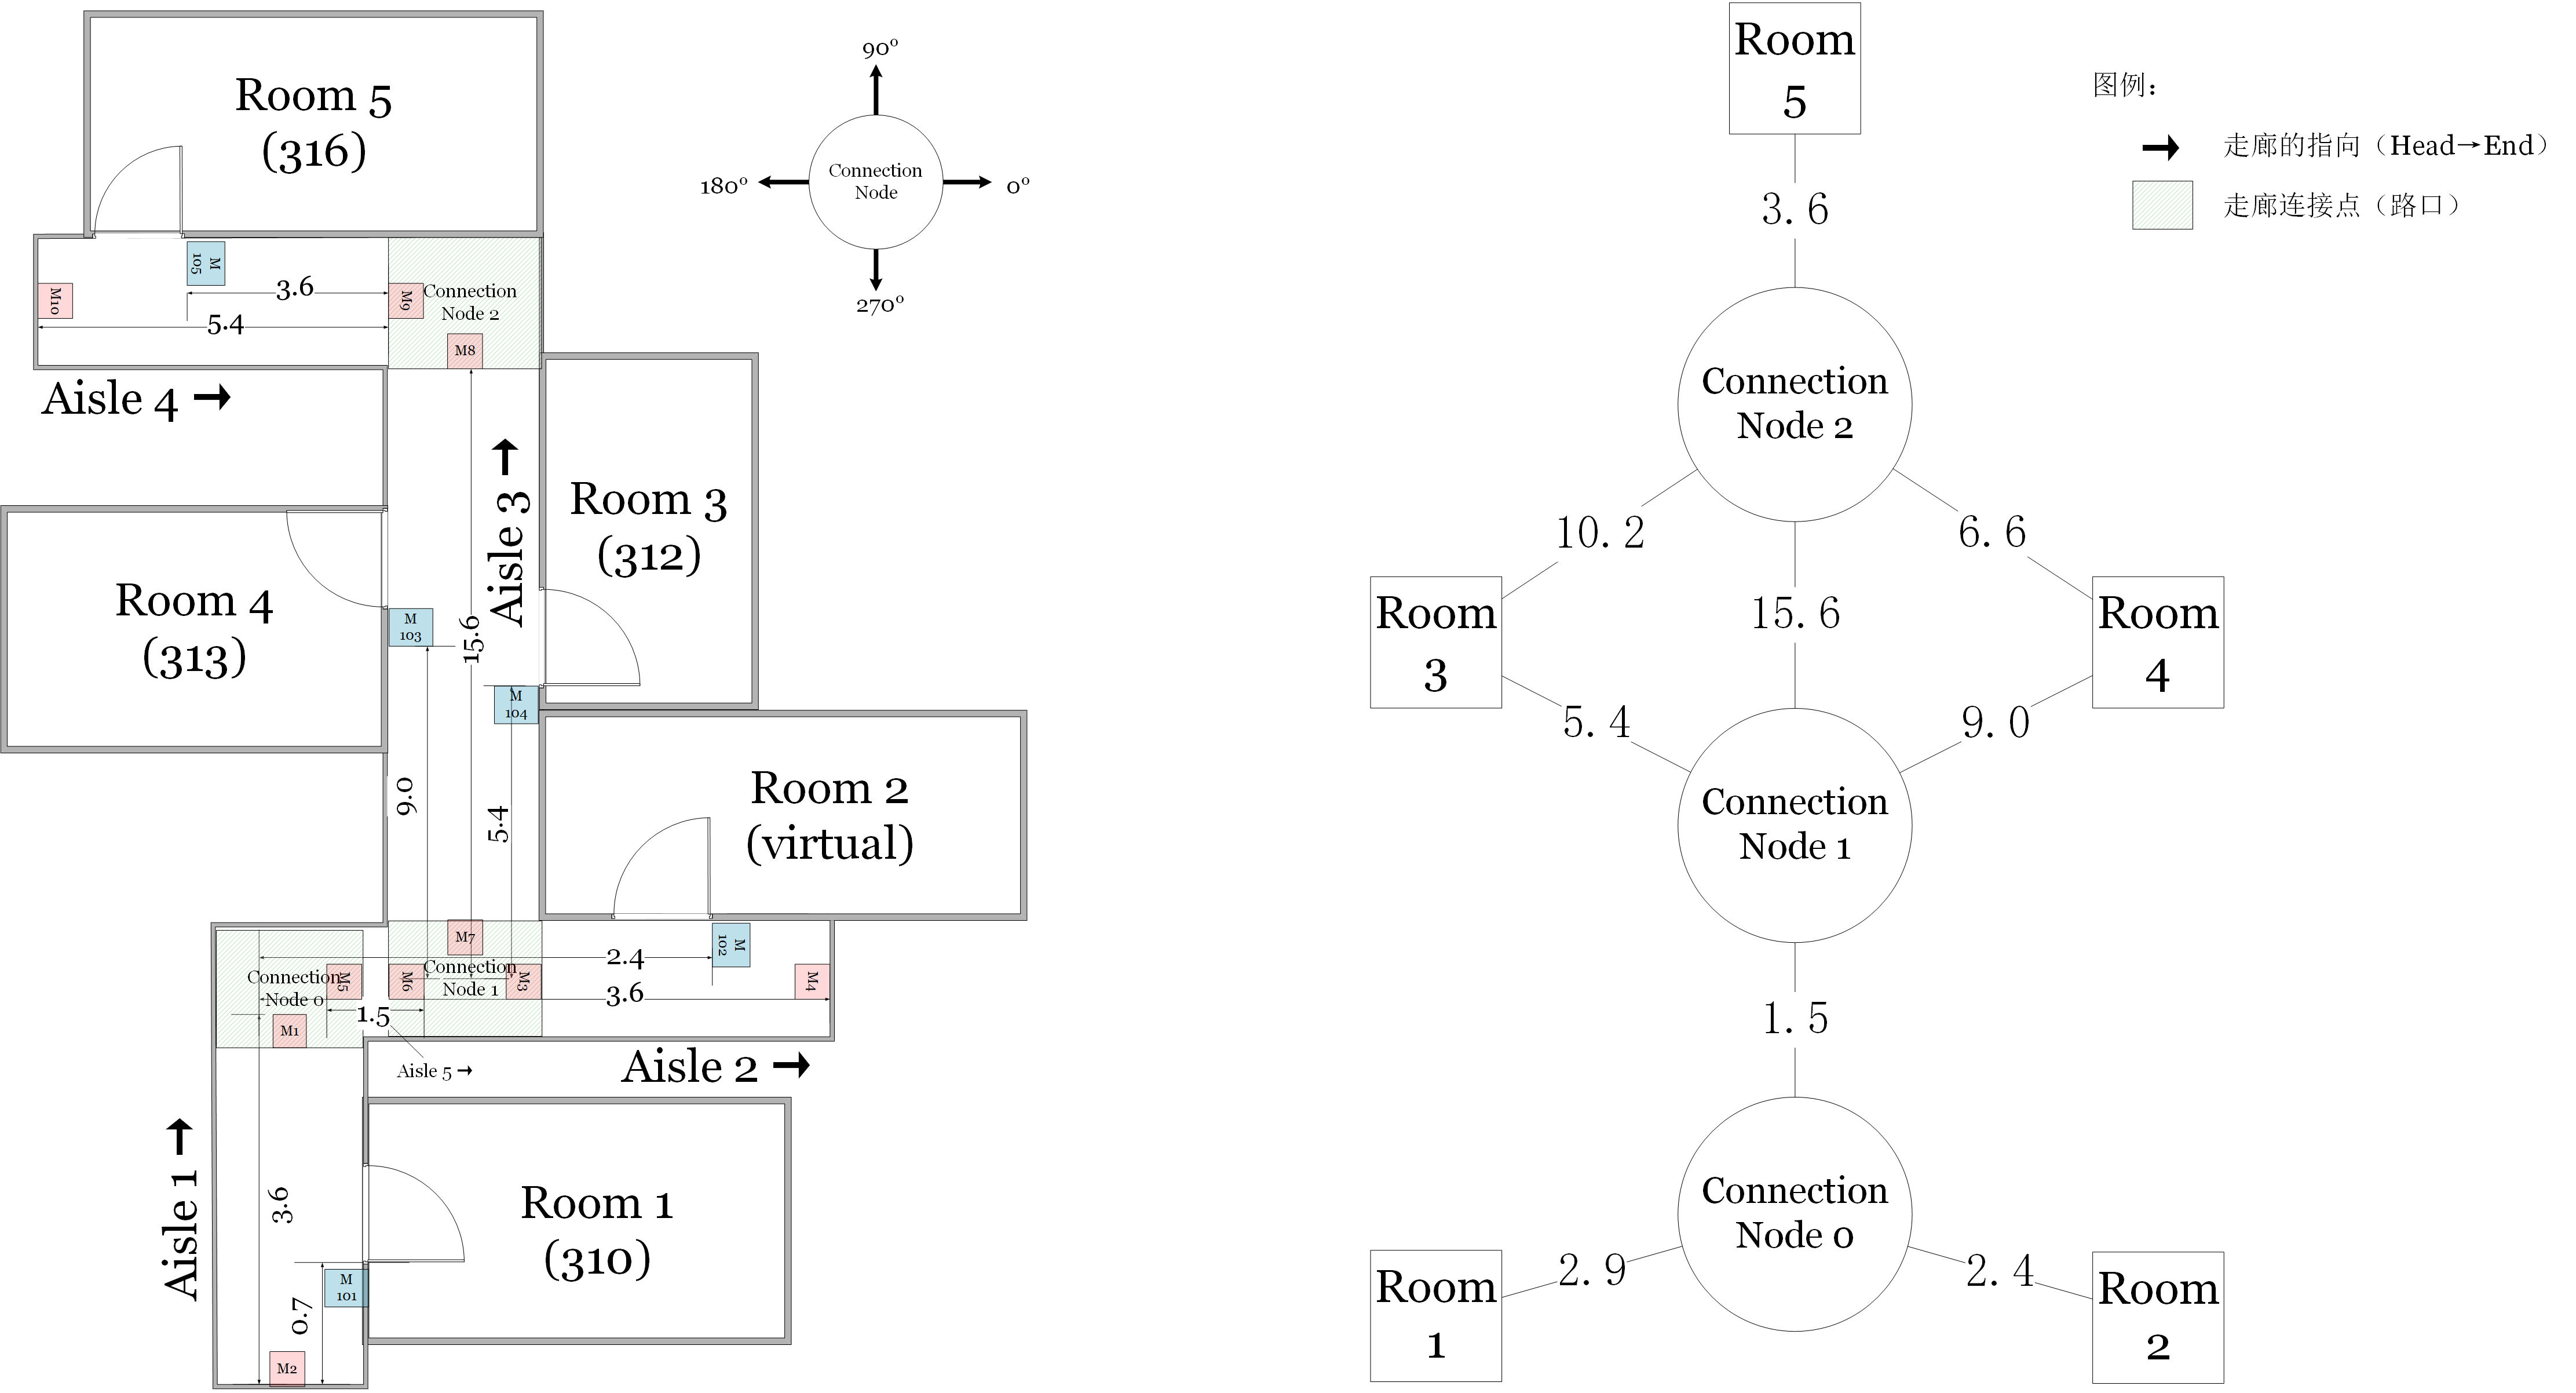 Room 5
(316)
90°
180°
Connection
Node
0°
270°
M
105
3.6
M10
M9
Connection
Node 2
5.4
M8
Aisle 4 →
Aisle 3 →
Room 3
(312)
Room 4
(313)
M
103
15.6
M
104
9.0
5.4
Room 2
(virtual)
M7
M
102
2.4
Connection
Node 0
M5
M6
Connection
Node 1
M3
M4
3.6
1.5
M1
Aisle 5 →
Aisle 2 →
Aisle 1 →
3.6
Room 1
(310)
M
101
0.7
M2
Room
5
3.6
Connection
Node 2
10.2
6.6
Room
3
15.6
Room
4
5.4
9.0
Connection
Node 1
1.5
Connection
Node 0
2.9
2.4
Room
1
Room
2
图例：
走廊的指向（Head→End）
走廊连接点（路口）